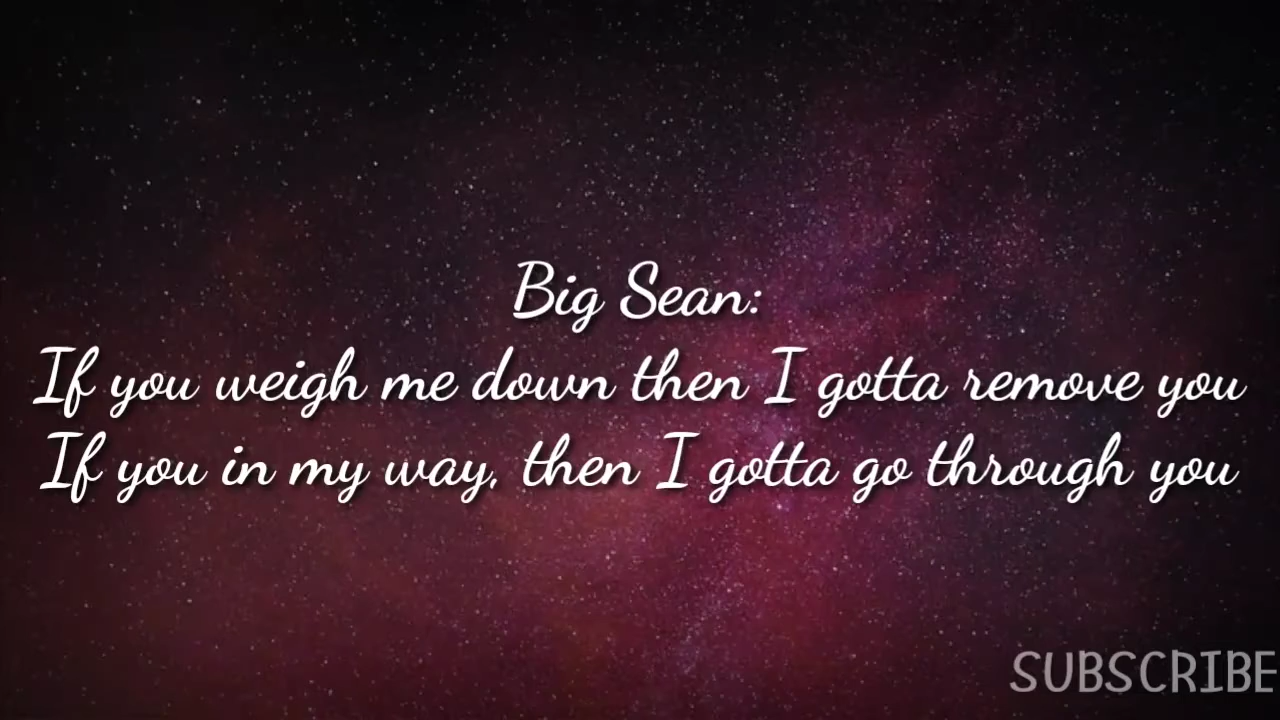 Big Sean:
If you weigh me down then I gotta remove you
If you in my way, then I gotta go through you
SUBSCRIBE